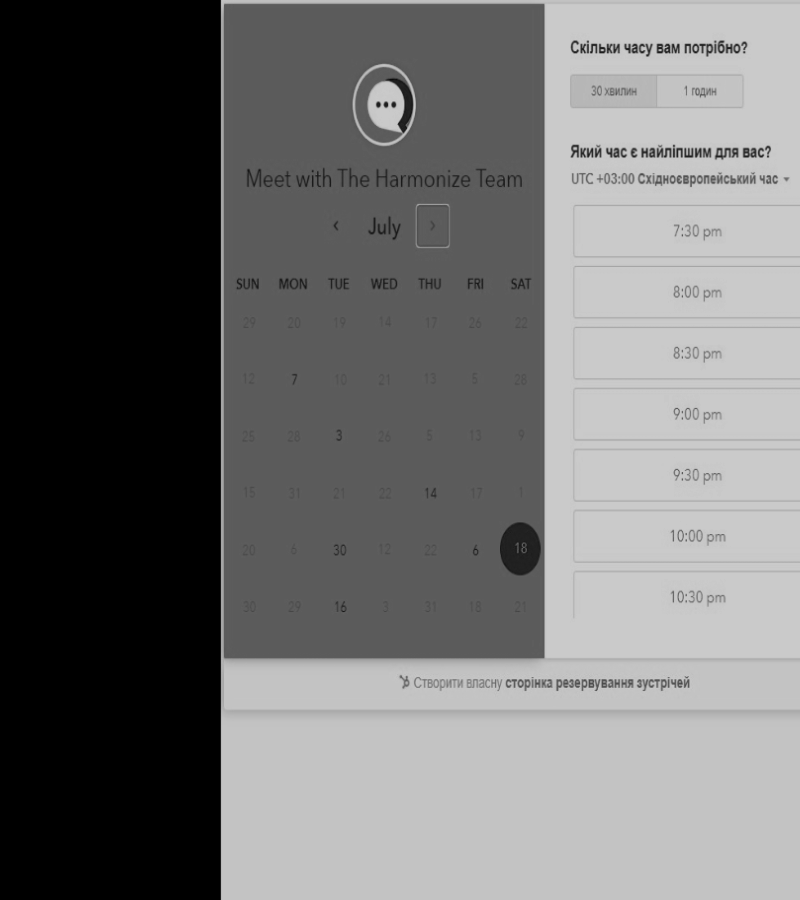 Meet with The Harmonize Team
July
SUN MON TUE WED THU FRI SAT
29 20 19 14 17 26 22
12 7 10 21 13 5 28
25 28 3 26 5 13 9
15 31 21 22 14 17 1
20 6 30 12 22 6 18
30 29 16 3 31 18 21
Скільки часу вам потрібно?
30 хвилин 1 годин
Який час є найліпшим для вас?
UTC +03:00 Східноєвропейський час
7:30 pm
8:00 pm
8:30 pm
9:00 pm
9:30 pm
10:00 pm
10:30 pm
Створити власну сторінка резервування зустрічей